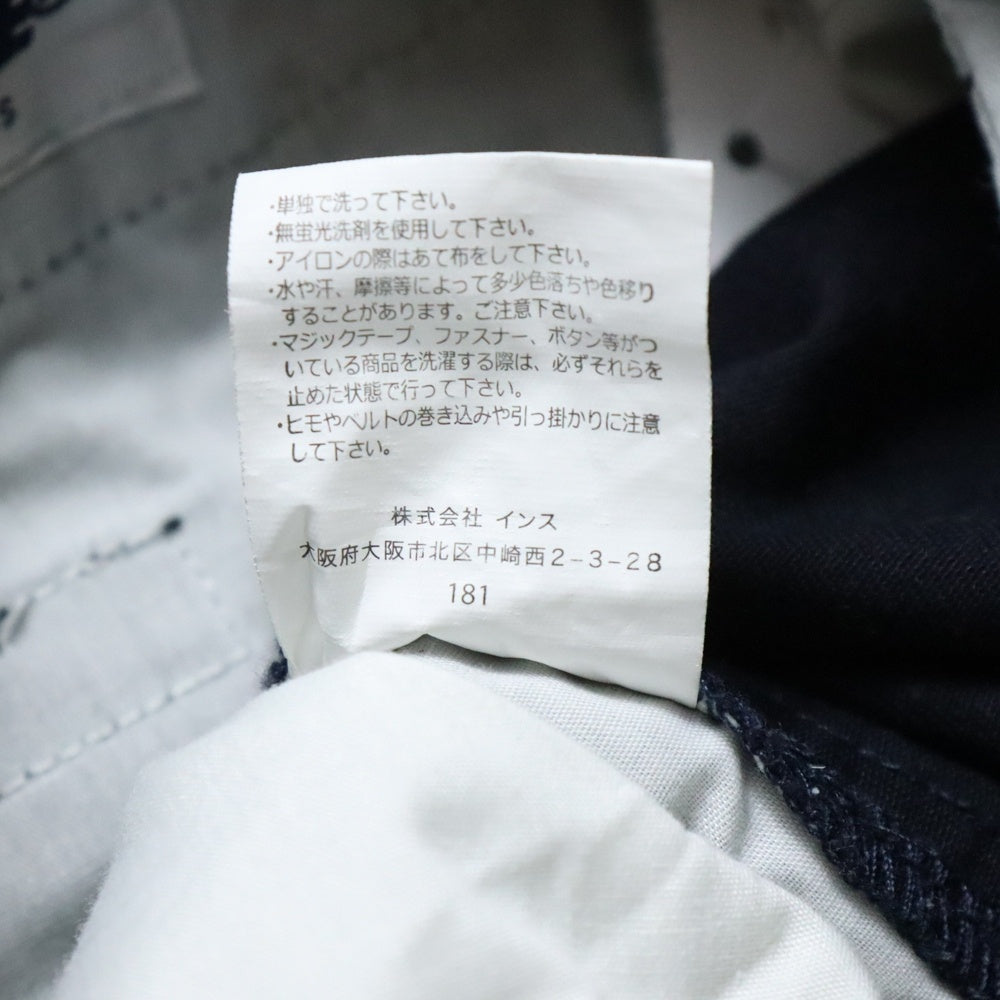 ・単独で洗って下さい。
・無蛍光洗剤を使用して下さい。
・アイロンの際はあて布をして下さい。
・水や汗、摩擦等によって多少色落ちや色移り
することがあります。ご注意下さい。
・マジックテープ、ファスナー、ボタン等がつ
いている商品を洗濯する際は、必ずそれらを
止めた状態で行って下さい。
・ヒモやベルトの巻き込みや引っ掛かりに注意
して下さい。
株式会社 インス
大阪府大阪市北区中崎西2-3-28
181